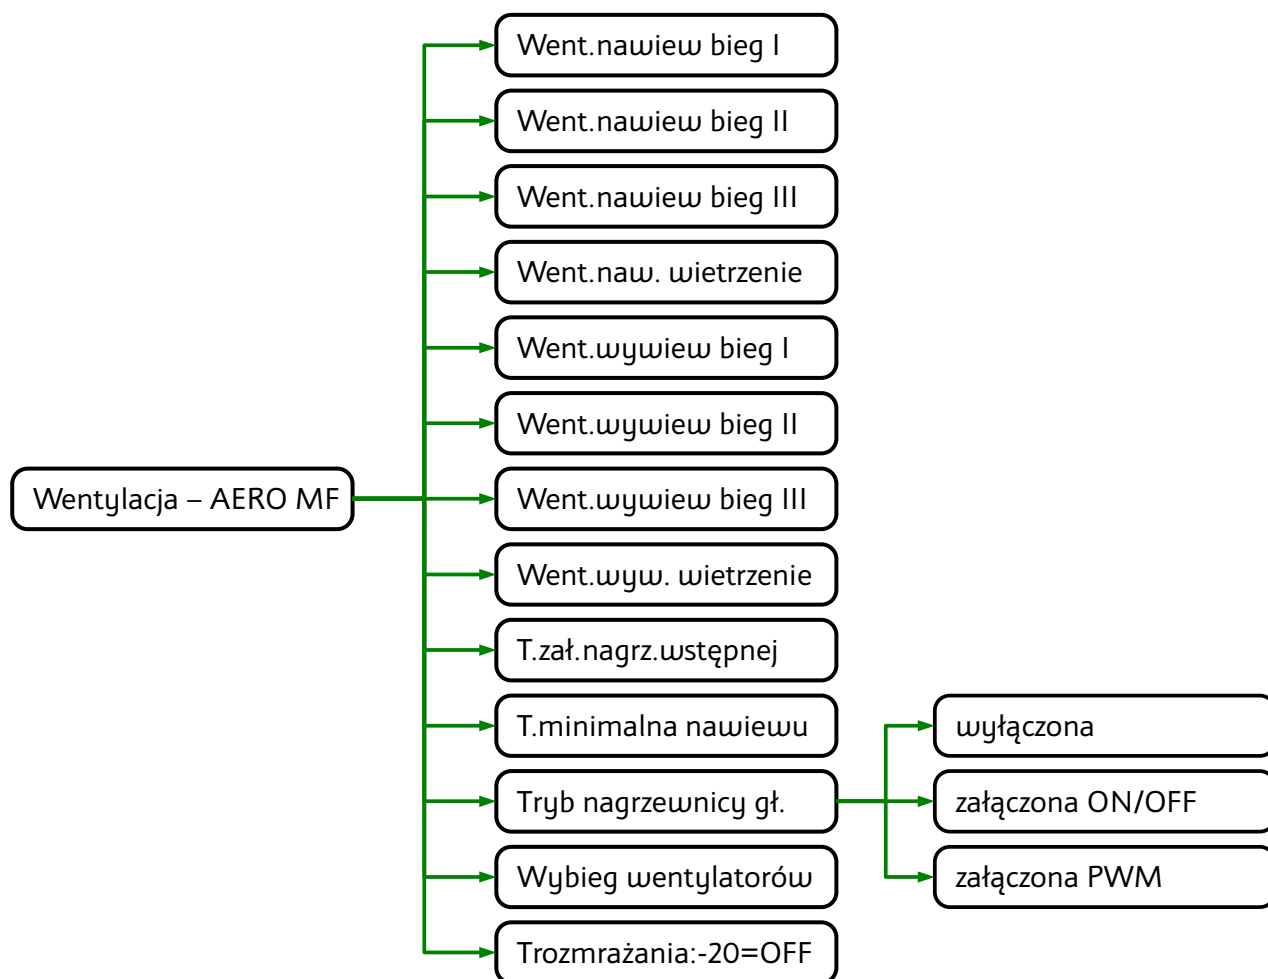 Went.nawiew bieg I
Went.nawiew bieg II
Went.nawiew bieg III
Went.naw. wietrzenie
Went.wywiew bieg I
Went.wywiew bieg II
Wentylacja – AERO MF
Went.wywiew bieg III
Went.wyw. wietrzenie
T.zał.nagrz.wstępnej
T.minimalna nawiewu
wyłączona
Tryb nagrzewnicy gł.
załączona ON/OFF
Wybieg wentylatorów
załączona PWM
Trozmrażania:-20=OFF